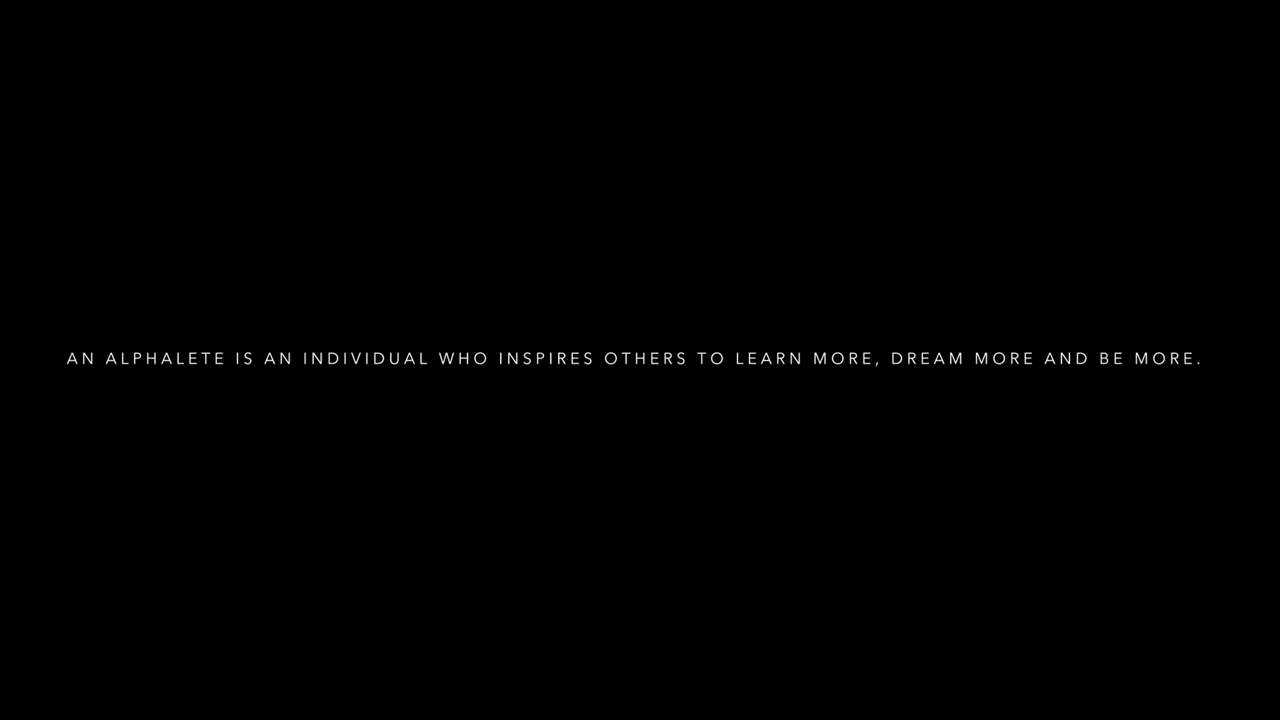 AN ALPHALETE IS AN INDIVIDUAL WHO INSPIRES OTHERS TO LEARN MORE, DREAM MORE AND BE MORE.